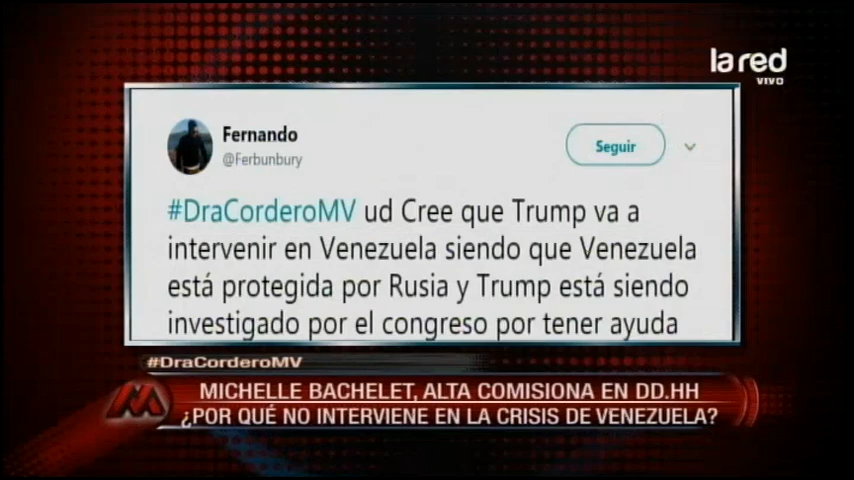 la red
VIVO
Fernando
@Ferbunbury
Seguir
#DraCorderoMV ud Cree que Trump va a
intervenir en Venezuela siendo que Venezuela
está protegida por Rusia y Trump está siendo
investigado por el congreso por tener ayuda
#DraCorderoMV
MICHELLE BACHELET, ALTA COMISIONA EN DD.HH
¿POR QUÉ NO INTERVIENE EN LA CRISIS DE VENEZUELA?